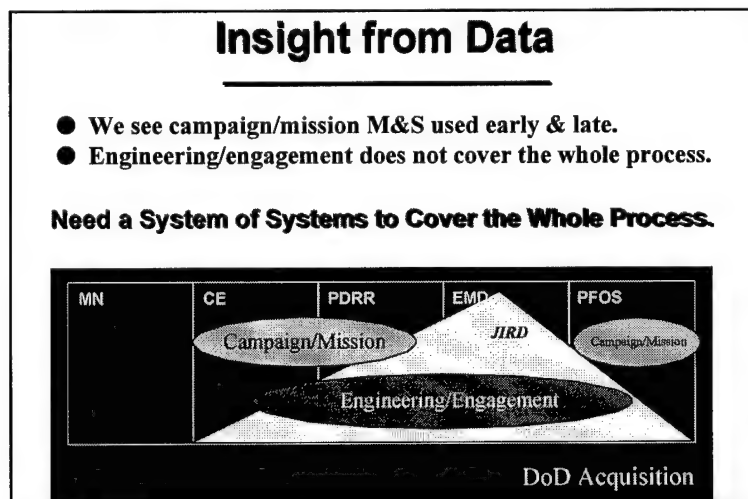 Insight from Data
● We see campaign/mission M&S used early & late.
● Engineering/engagement does not cover the whole process.
Need a System of Systems to Cover the Whole Process.
MN CE PDRR EMD PFOS
JIRD
Campaign/Mission Campaign/Mission
Engineering/Engagement
DoD Acquisition